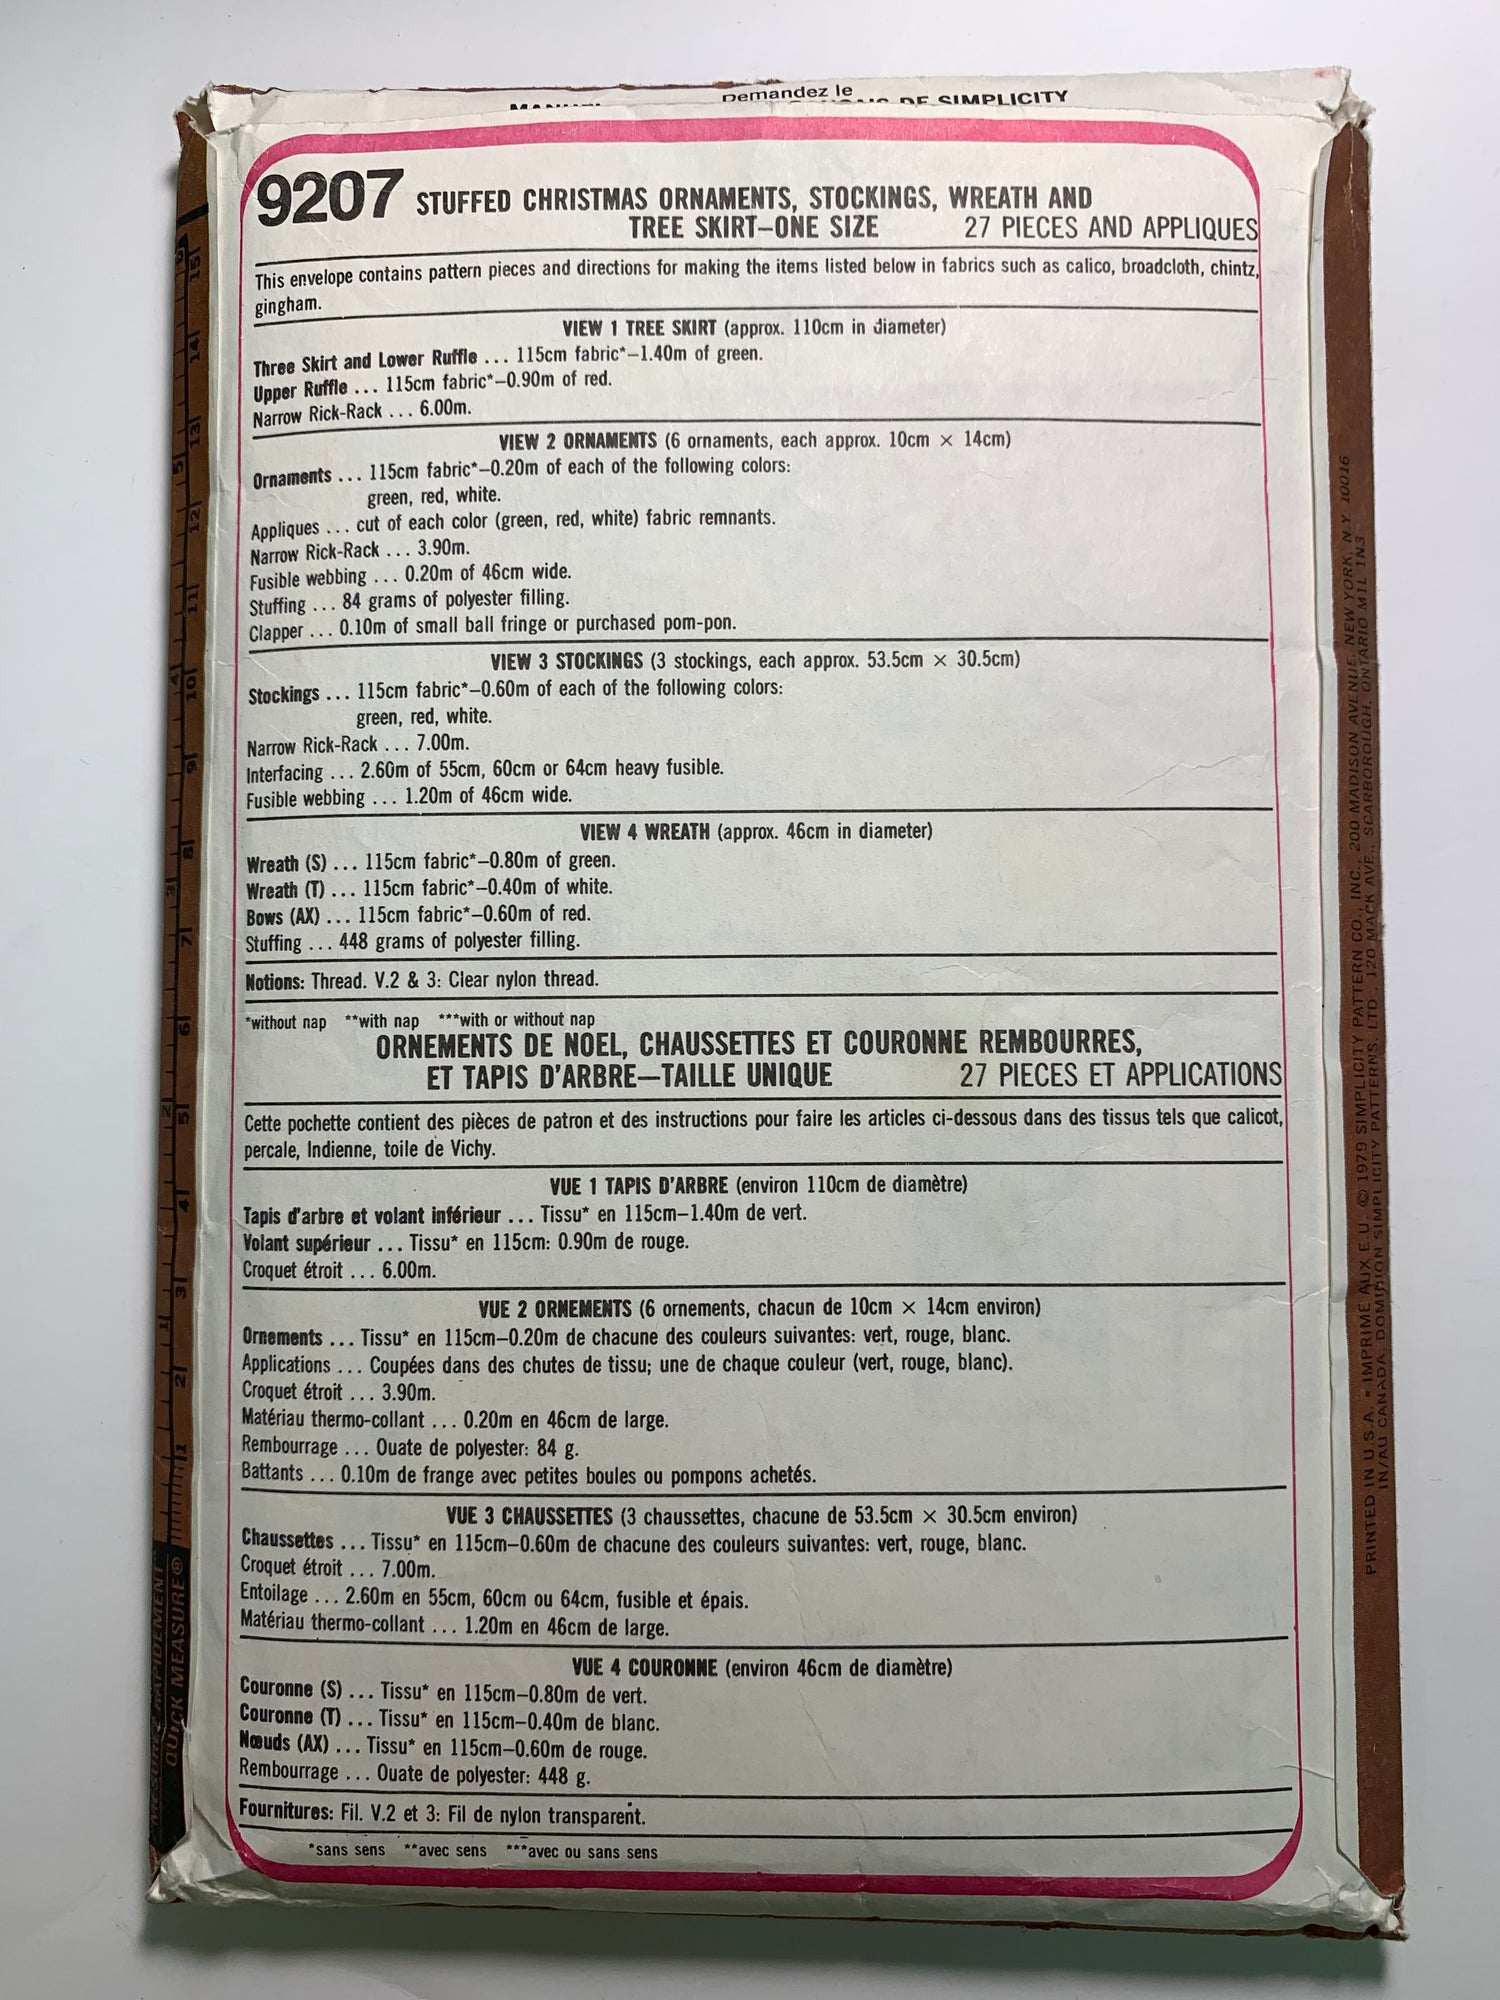 Demandez le
DE SIMPLICITY
9207 STUFFED CHRISTMAS ORNAMENTS, STOCKINGS, WREATH AND
TREE SKIRT–ONE SIZE 27 PIECES AND APPLIQUES
This envelope contains pattern pieces and directions for making the items listed below in fabrics such as calico, broadcloth, chintz,
gingham.
VIEW 1 TREE SKIRT (approx. 110cm in diameter)
Three Skirt and Lower Ruffle ... 115cm fabric*–1.40m of green.
Upper Ruffle ... 115cm fabric*–0.90m of red.
Narrow Rick-Rack ... 6.00m.
VIEW 2 ORNAMENTS (6 ornaments, each approx. 10cm × 14cm)
Ornaments ... 115cm fabric*–0.20m of each of the following colors:
green, red, white.
Appliques ... cut of each color (green, red, white) fabric remnants.
Narrow Rick-Rack ... 3.90m.
Fusible webbing ... 0.20m of 46cm wide.
Stuffing ... 84 grams of polyester filling.
Clapper ... 0.10m of small ball fringe or purchased pom-pon.
VIEW 3 STOCKINGS (3 stockings, each approx. 53.5cm × 30.5cm)
Stockings ... 115cm fabric*–0.60m of each of the following colors:
green, red, white.
Narrow Rick-Rack ... 7.00m.
Interfacing ... 2.60m of 55cm, 60cm or 64cm heavy fusible.
Fusible webbing ... 1.20m of 46cm wide.
VIEW 4 WREATH (approx. 46cm in diameter)
Wreath (S) ... 115cm fabric*–0.80m of green.
Wreath (T) ... 115cm fabric*–0.40m of white.
Bows (AX) ... 115cm fabric*–0.60m of red.
Stuffing ... 448 grams of polyester filling.
Notions: Thread. V.2 & 3: Clear nylon thread.
*without nap **with nap ***with or without nap
ORNEMENTS DE NOEL, CHAUSSETTES ET COURONNE REMBOURRES,
ET TAPIS D'ARBRE—TAILLE UNIQUE 27 PIECES ET APPLICATIONS
Cette pochette contient des pièces de patron et des instructions pour faire les articles ci-dessous dans des tissus tels que calicot,
percale, Indienne, toile de Vichy.
VUE 1 TAPIS D'ARBRE (environ 110cm de diamètre)
Tapis d'arbre et volant inférieur ... Tissu* en 115cm–1.40m de vert.
Volant supérieur ... Tissu* en 115cm: 0.90m de rouge.
Croquet étroit ... 6.00m.
VUE 2 ORNEMENTS (6 ornements, chacun de 10cm × 14cm environ)
Ornements ... Tissu* en 115cm–0.20m de chacune des couleurs suivantes: vert, rouge, blanc.
Applications ... Coupées dans des chutes de tissu; une de chaque couleur (vert, rouge, blanc).
Croquet étroit ... 3.90m.
Matériau thermo-collant ... 0.20m en 46cm de large.
Rembourrage ... Ouate de polyester: 84 g.
Battants ... 0.10m de frange avec petites boules ou pompons achetés.
VUE 3 CHAUSSETTES (3 chaussettes, chacune de 53.5cm × 30.5cm environ)
Chaussettes ... Tissu* en 115cm–0.60m de chacune des couleurs suivantes: vert, rouge, blanc.
Croquet étroit ... 7.00m.
Entoilage ... 2.60m en 55cm, 60cm ou 64cm, fusible et épais.
Matériau thermo-collant ... 1.20m en 46cm de large.
VUE 4 COURONNE (environ 46cm de diamètre)
Couronne (S) ... Tissu* en 115cm–0.80m de vert.
Couronne (T) ... Tissu* en 115cm–0.40m de blanc.
Nœuds (AX) ... Tissu* en 115cm–0.60m de rouge.
Rembourrage ... Ouate de polyester: 448 g.
Fournitures: Fil. V.2 et 3: Fil de nylon transparent.
*sans sens **avec sens ***avec ou sans sens
QUICK MEASURE®
1 2 3 4 5 6 7 8 9 10 11 12 13 14 15
PRINTED IN U.S.A. • IMPRIME AUX E.U. © 1979 SIMPLICITY PATTERN CO., INC., 200 MADISON AVENUE, NEW YORK, N.Y. 10016
IN/AU CANADA, DOMINION SIMPLICITY PATTERNS, LTD., 120 MACK AVE., SCARBOROUGH, ONTARIO M1L 1N3